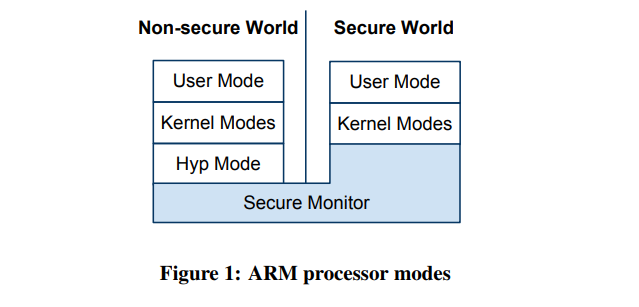 Non-secure World
Secure World
User Mode
User Mode
Kernel Modes
Kernel Modes
Hyp Mode
Secure Monitor
Figure 1: ARM processor modes